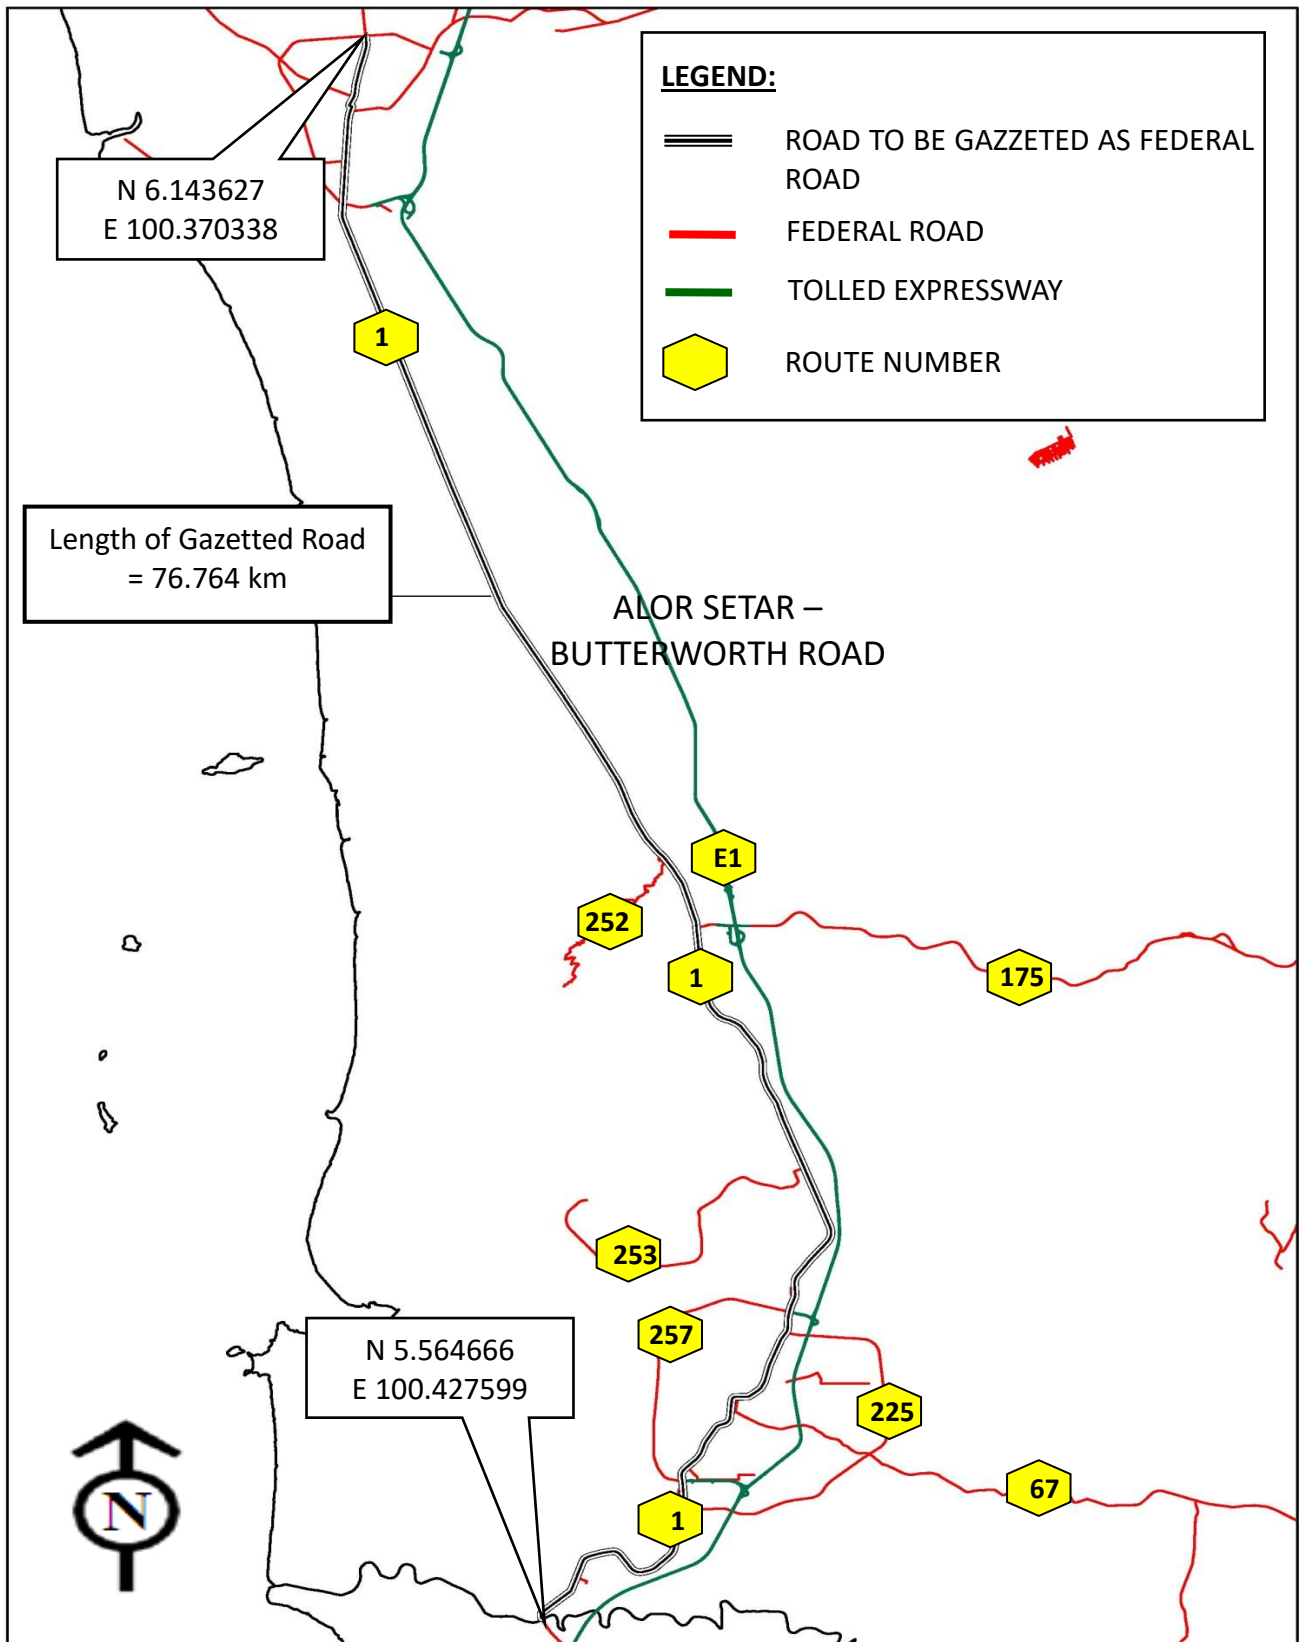 LEGEND:
ROAD TO BE GAZZETED AS FEDERAL
ROAD
FEDERAL ROAD
TOLLED EXPRESSWAY
ROUTE NUMBER
N 6.143627
E 100.370338
1
Length of Gazetted Road
= 76.764 km
ALOR SETAR –
BUTTERWORTH ROAD
E1
252
1
175
253
257
N 5.564666
E 100.427599
225
67
1
N